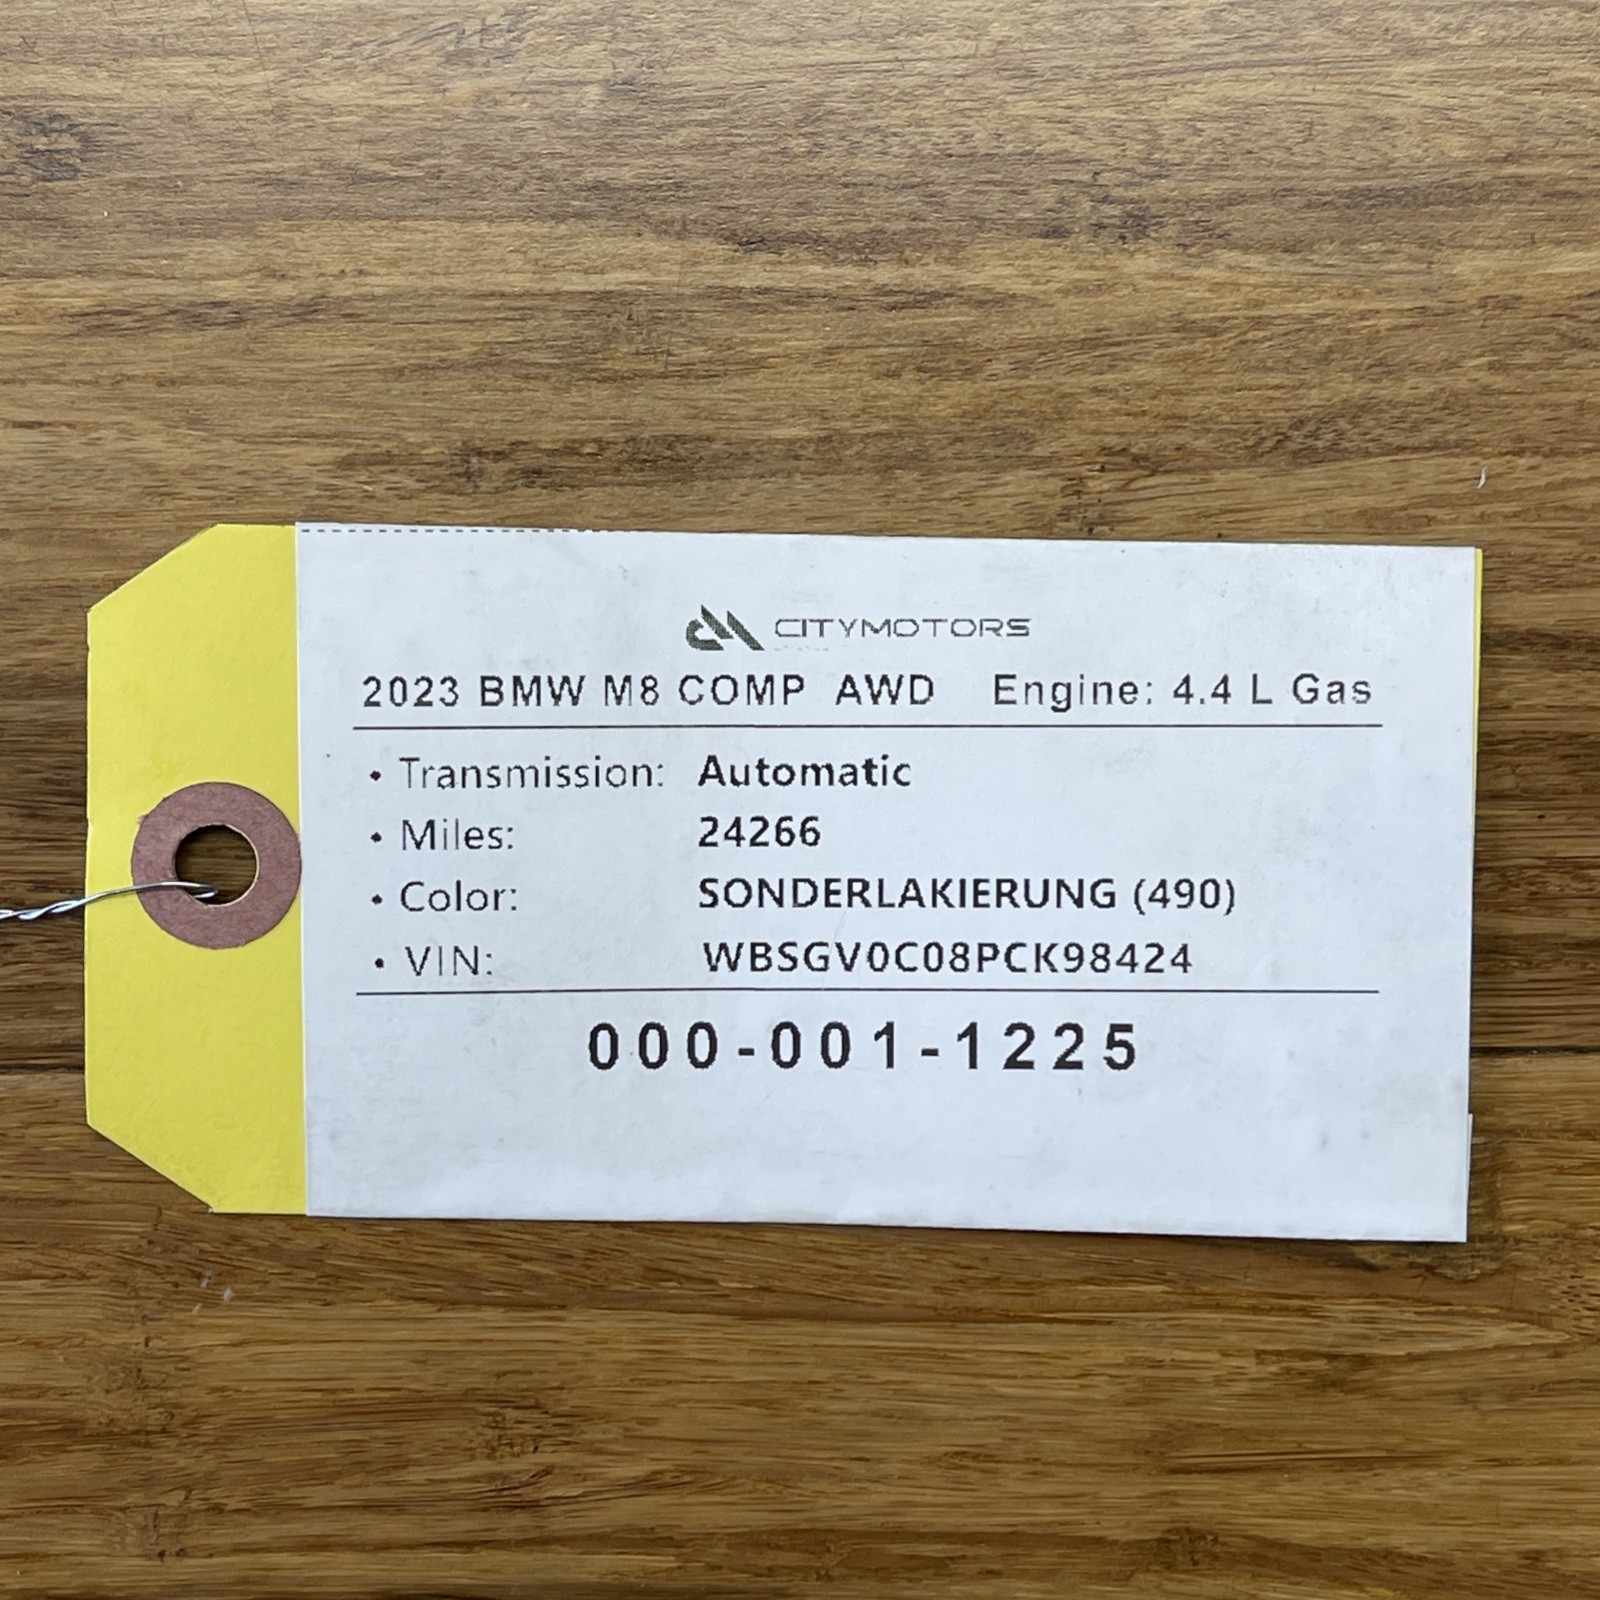 CITYMOTORS
2023 BMW M8 COMP AWD Engine: 4.4 L Gas
• Transmission: Automatic
• Miles: 24266
• Color: SONDERLAKIERUNG (490)
• VIN: WBSGV0C08PCK98424
000-001-1225